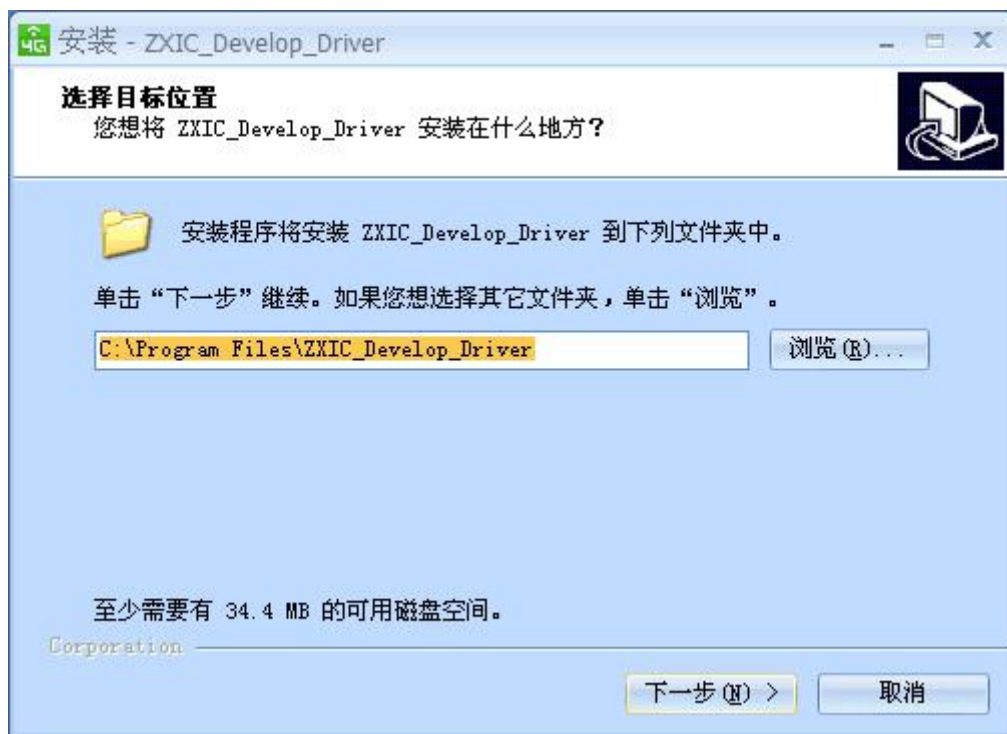 4G 安装 - ZXIC_Develop_Driver
选择目标位置
您想将 ZXIC_Develop_Driver 安装在什么地方？
安装程序将安装 ZXIC_Develop_Driver 到下列文件夹中。
单击“下一步”继续。如果您想选择其它文件夹，单击“浏览”。
C:\Program Files\ZXIC_Develop_Driver
浏览(R)...
至少需要有 34.4 MB 的可用磁盘空间。
Corporation
下一步(N) >
取消